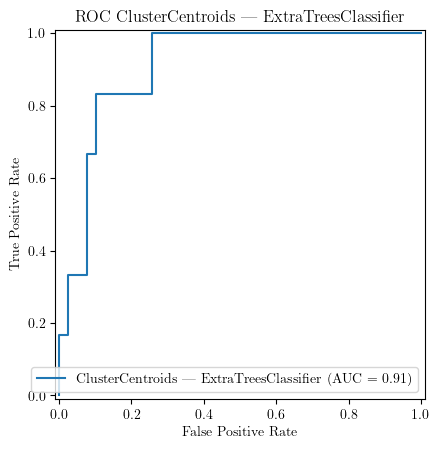 ROC ClusterCentroids — ExtraTreesClassifier
True Positive Rate
1.0
0.8
0.6
0.4
0.2
0.0
ClusterCentroids — ExtraTreesClassifier (AUC = 0.91)
0.0 0.2 0.4 0.6 0.8 1.0
False Positive Rate